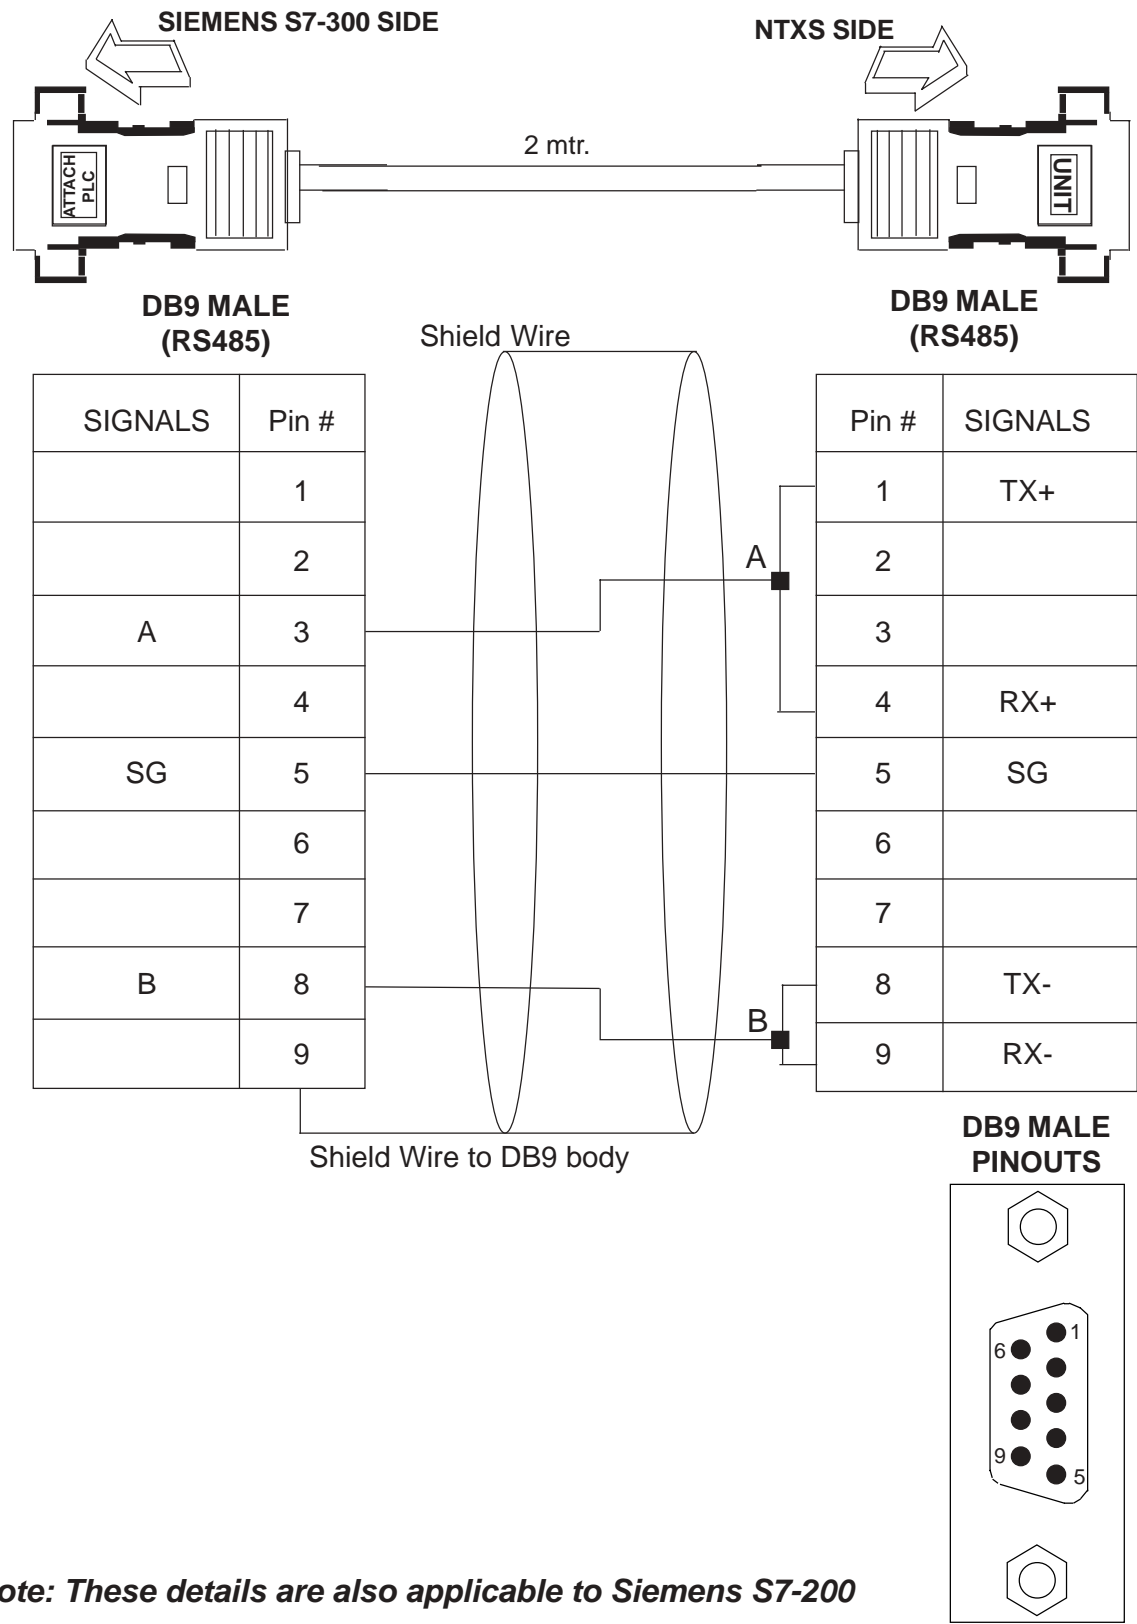 SIEMENS S7-300 SIDE
NTXS SIDE
2 mtr.
ATTACH
PLC
UNIT
DB9 MALE
(RS485)
DB9 MALE
(RS485)
Shield Wire
SIGNALS Pin #
1
2
A 3
4
SG 5
6
7
B 8
9
A
B
Pin # SIGNALS
1 TX+
2
3
4 RX+
5 SG
6
7
8 TX-
9 RX-
Shield Wire to DB9 body
DB9 MALE
PINOUTS
1
6
9
5
ote: These details are also applicable to Siemens S7-200